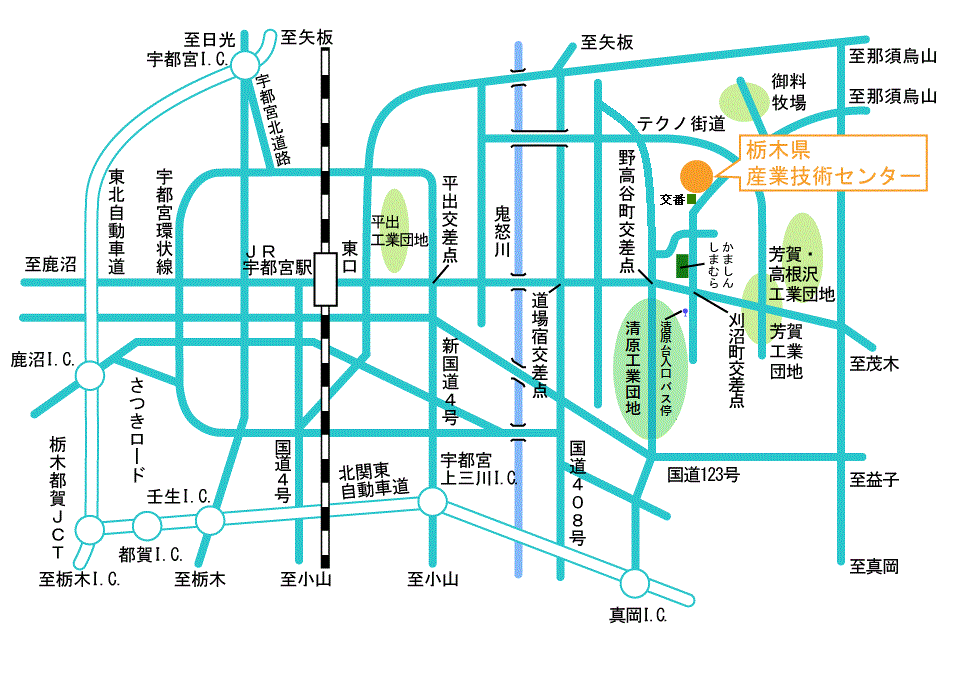 至日光
至矢板
宇都宮I.C.
宇都宮北道路
至矢板
至那須烏山
御料
牧場
至那須烏山
テクノ街道
栃木県
産業技術センター
東北自動車道
宇都宮環状線
平出交差点
鬼怒川
野高谷町交差点
交番
平出
工業団地
東口
JR
宇都宮駅
至鹿沼
かましん
しまむら
芳賀・
高根沢
工業団地
道場宿交差点
刈沼町交差点
清原工業団地
清原台入口バス停
芳賀工業団地
新国道4号
鹿沼I.C.
至茂木
さつきロード
栃木都賀JCT
国道4号
北関東
自動車道
宇都宮
上三川I.C.
国道408号
国道123号
至益子
壬生I.C.
都賀I.C.
至栃木I.C.
至栃木
至小山
至小山
至真岡
真岡I.C.